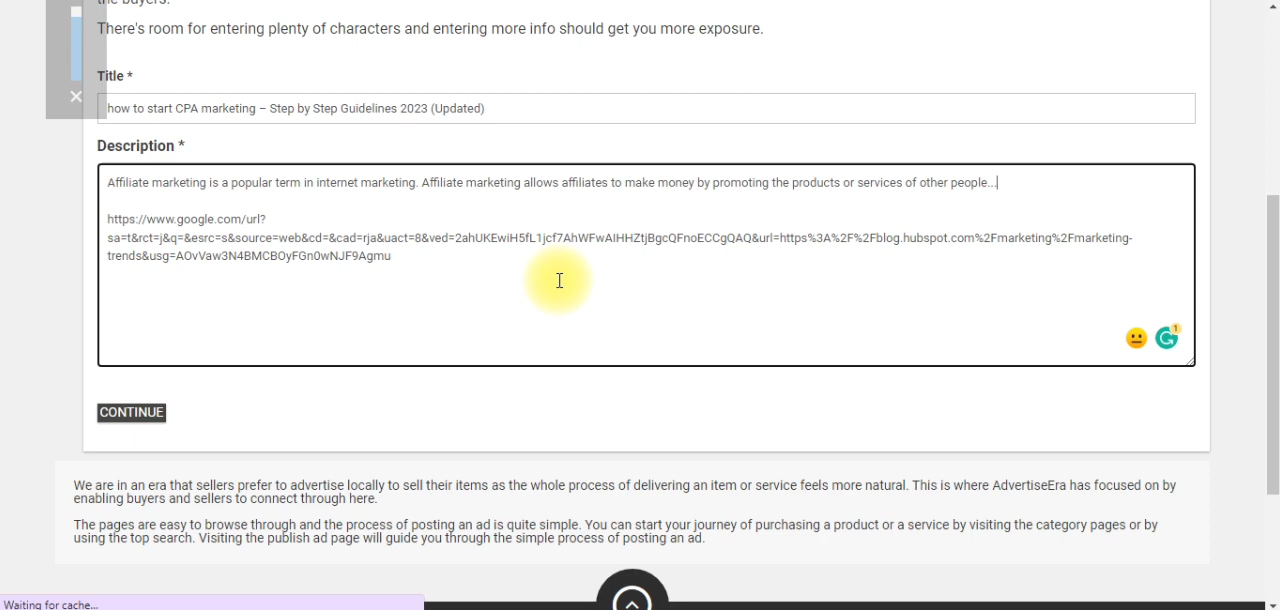 the buyers.
There's room for entering plenty of characters and entering more info should get you more exposure.
Title *
how to start CPA marketing – Step by Step Guidelines 2023 (Updated)
Description *
Affiliate marketing is a popular term in internet marketing. Affiliate marketing allows affiliates to make money by promoting the products or services of other people...
https://www.google.com/url?
sa=t&rct=j&q=&esrc=s&source=web&cd=&cad=rja&uact=8&ved=2ahUKEwiH5fL1jcf7AhWFwAIHHZtjBgcQFnoECCgQAQ&url=https%3A%2F%2Fblog.hubspot.com%2Fmarketing%2Fmarketing-
trends&usg=AOvVaw3N4BMCBOyFGn0wNJF9Agmu
1
CONTINUE
We are in an era that sellers prefer to advertise locally to sell their items as the whole process of delivering an item or service feels more natural. This is where AdvertiseEra has focused on by
enabling buyers and sellers to connect through here.
The pages are easy to browse through and the process of posting an ad is quite simple. You can start your journey of purchasing a product or a service by visiting the category pages or by
using the top search. Visiting the publish ad page will guide you through the simple process of posting an ad.
Waiting for cache...